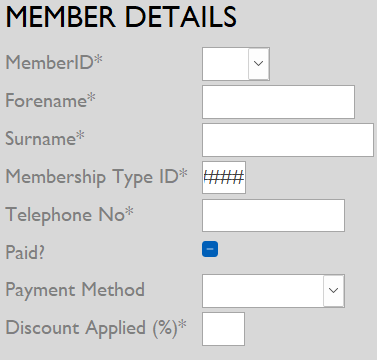 MEMBER DETAILS
MemberID*
Forename*
Surname*
Membership Type ID* ####
Telephone No*
Paid?
Payment Method
Discount Applied (%)*